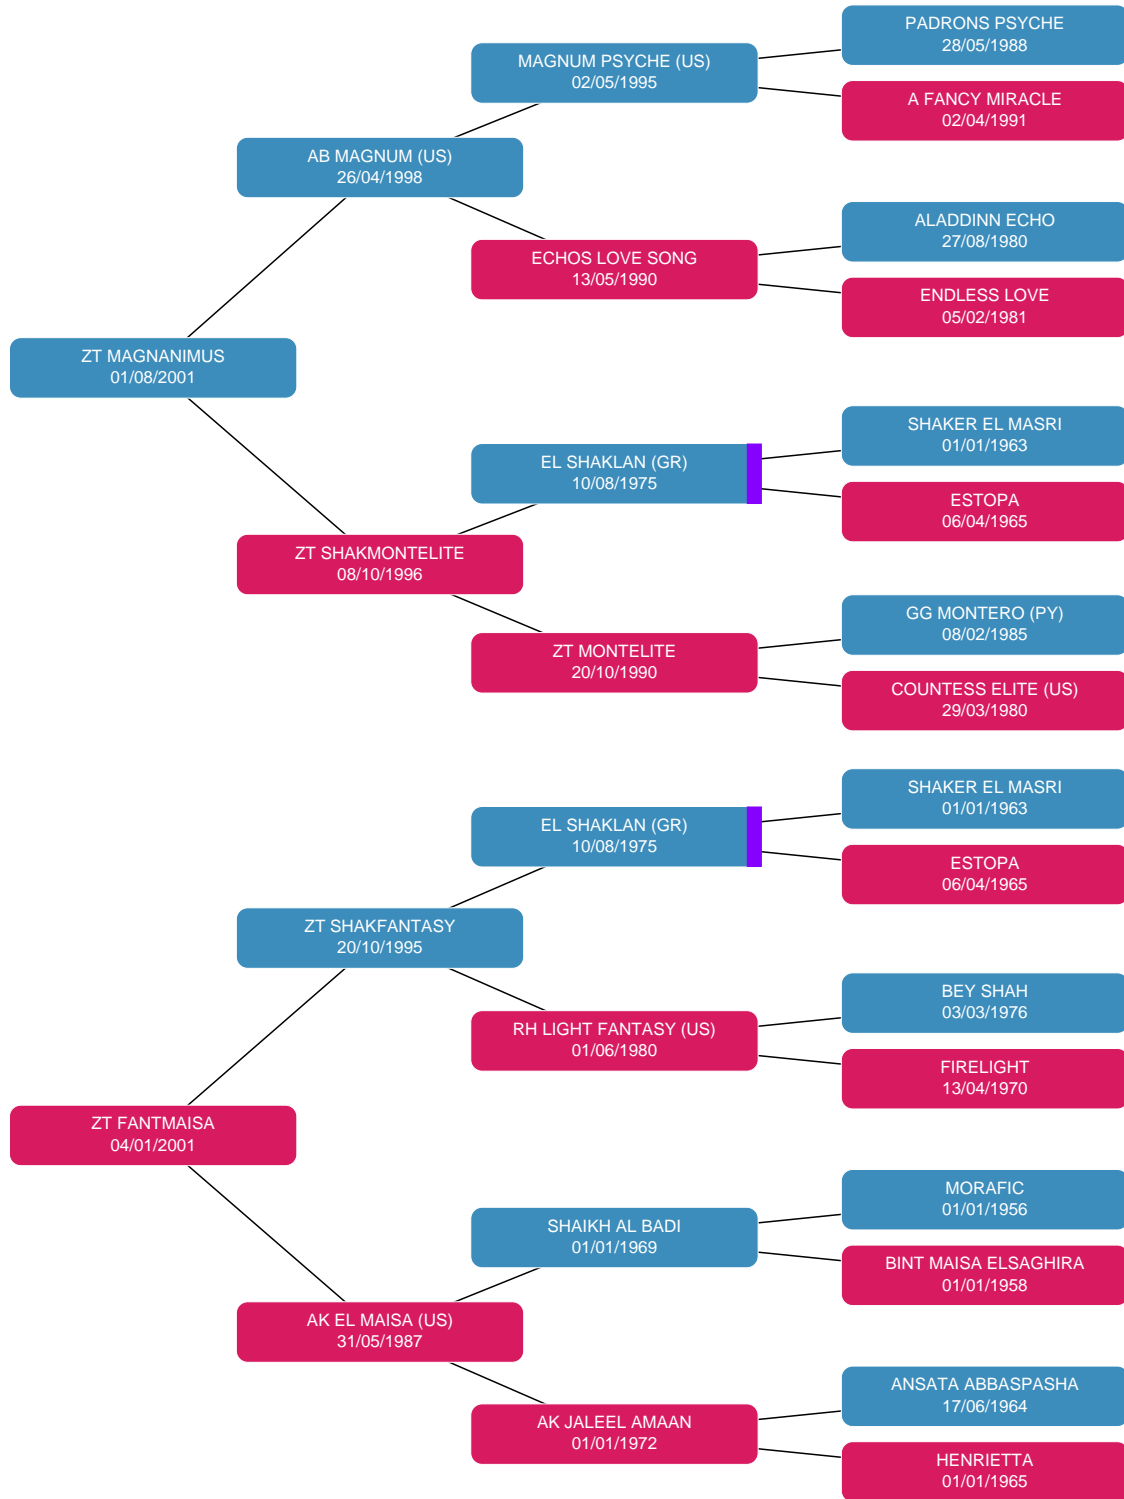 PADRONS PSYCHE
28/05/1988
MAGNUM PSYCHE (US)
02/05/1995
A FANCY MIRACLE
02/04/1991
AB MAGNUM (US)
26/04/1998
ALADDINN ECHO
27/08/1980
ECHOS LOVE SONG
13/05/1990
ENDLESS LOVE
05/02/1981
ZT MAGNANIMUS
01/08/2001
SHAKER EL MASRI
01/01/1963
EL SHAKLAN (GR)
10/08/1975
ESTOPA
06/04/1965
ZT SHAKMONTELITE
08/10/1996
GG MONTERO (PY)
08/02/1985
ZT MONTELITE
20/10/1990
COUNTESS ELITE (US)
29/03/1980
SHAKER EL MASRI
01/01/1963
EL SHAKLAN (GR)
10/08/1975
ESTOPA
06/04/1965
ZT SHAKFANTASY
20/10/1995
BEY SHAH
03/03/1976
RH LIGHT FANTASY (US)
01/06/1980
FIRELIGHT
13/04/1970
ZT FANTMAISA
04/01/2001
MORAFIC
01/01/1956
SHAIKH AL BADI
01/01/1969
BINT MAISA ELSAGHIRA
01/01/1958
AK EL MAISA (US)
31/05/1987
ANSATA ABBASPASHA
17/06/1964
AK JALEEL AMAAN
01/01/1972
HENRIETTA
01/01/1965